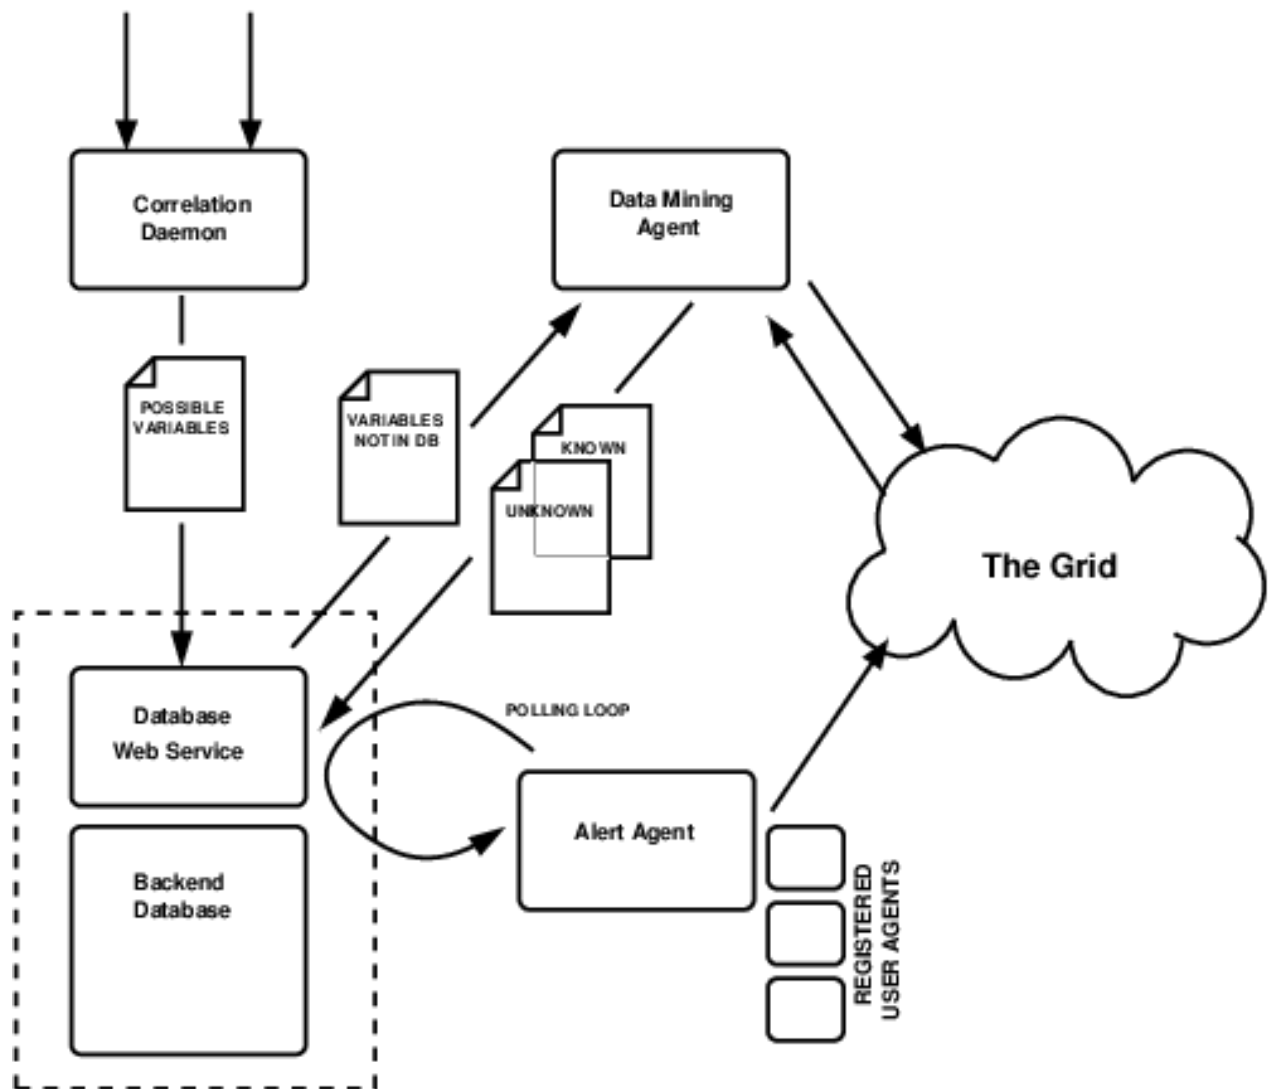 Correlation
Daemon
Data Mining
Agent
POSSIBLE
VARIABLES
VARIABLES
NOT IN DB
KNOWN
UNKNOWN
The Grid
Database
Web Service
POLLING LOOP
Alert Agent
Backend
Database
REGISTERED
USER AGENTS